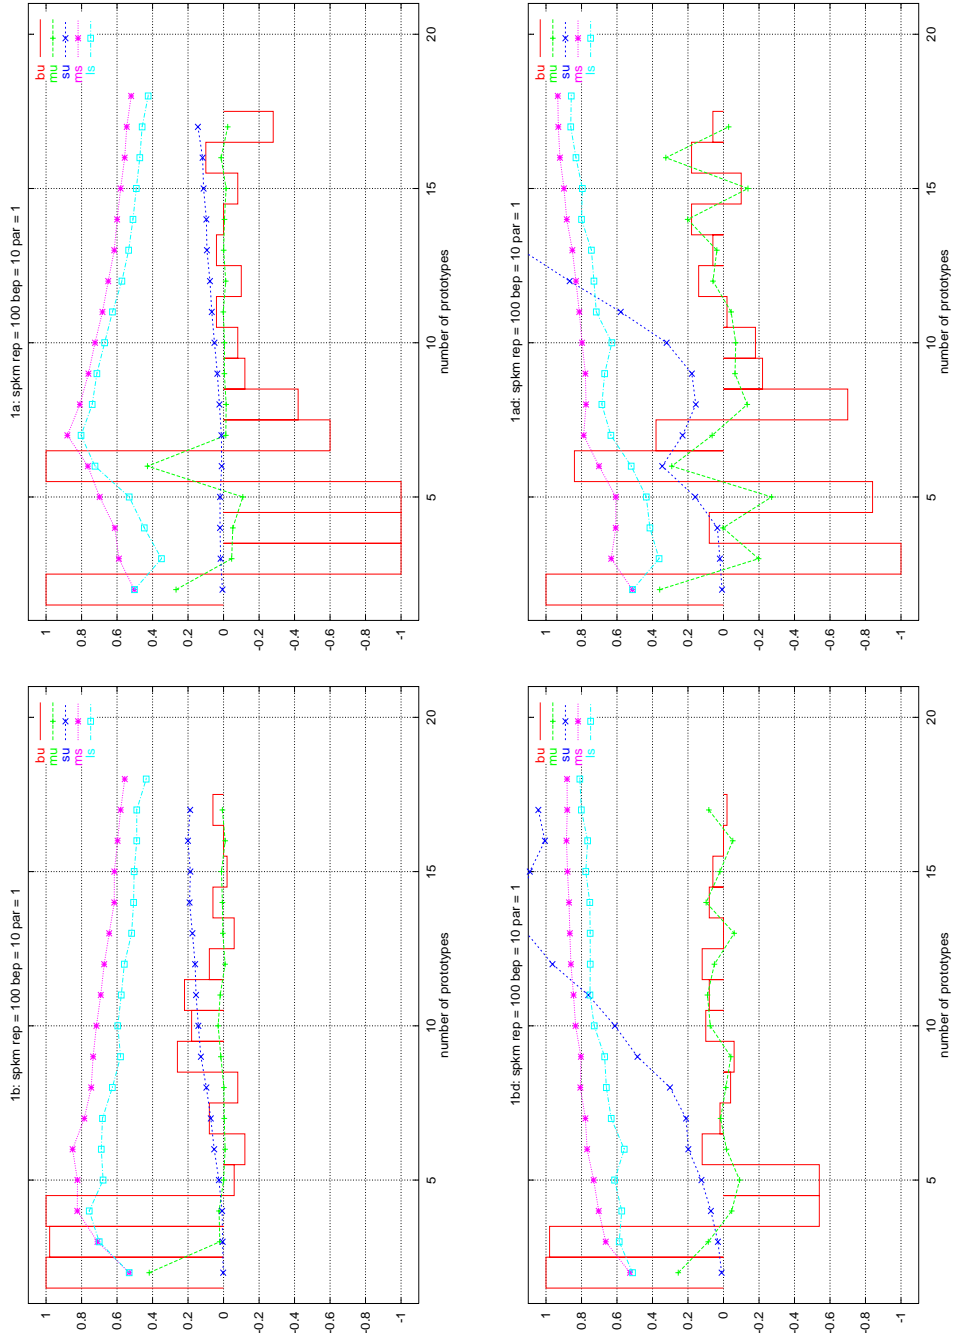 1b: spkm rep = 100 bep = 10 par = 1
bu
mu
su
ms
ls
1
0.8
0.6
0.4
0.2
0
-0.2
-0.4
-0.6
-0.8
-1
5 10 15 20
number of prototypes
1a: spkm rep = 100 bep = 10 par = 1
bu
mu
su
ms
ls
1
0.8
0.6
0.4
0.2
0
-0.2
-0.4
-0.6
-0.8
-1
5 10 15 20
number of prototypes
1bd: spkm rep = 100 bep = 10 par = 1
bu
mu
su
ms
ls
1
0.8
0.6
0.4
0.2
0
-0.2
-0.4
-0.6
-0.8
-1
5 10 15 20
number of prototypes
1ad: spkm rep = 100 bep = 10 par = 1
bu
mu
su
ms
ls
1
0.8
0.6
0.4
0.2
0
-0.2
-0.4
-0.6
-0.8
-1
5 10 15 20
number of prototypes